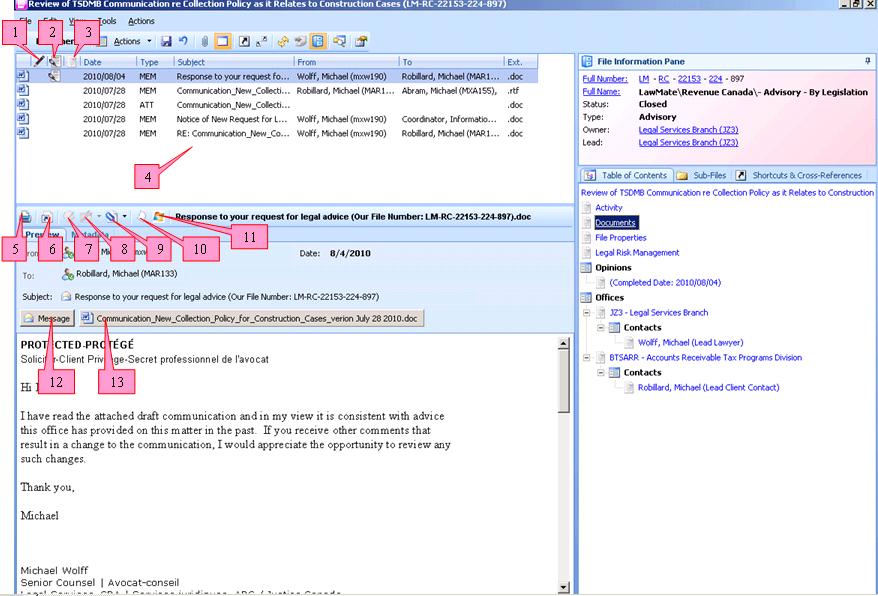 Review of TSDMB Communication re Collection Policy as it Relates to Construction Cases (LM-RC-22153-224-897)
File Edit View Tools Actions
Actions
1 2 3
Date Type Subject From To Ext.
2010/08/04 MEM Response to your request fo... Wolff, Michael (mxw190) Robillard, Michael (MAR1... .doc
2010/07/28 MEM Communication_New_Collecti... Robillard, Michael (MAR1... Abram, Michael (MXA155), .rtf
2010/07/28 ATT Communication_New_Collecti... .doc
2010/07/28 MEM Notice of New Request for L... Wolff, Michael (mxw190) Coordinator, Informatio... .doc
2010/07/28 MEM RE: Communication_New_Co... Wolff, Michael (mxw190) Robillard, Michael (MAR1... .doc
4
Response to your request for legal advice (Our File Number: LM-RC-22153-224-897).doc
5 6 7 8 9 10 11
Preview Metadata
Date: 8/4/2010
To: Robillard, Michael (MAR133)
Subject: Response to your request for legal advice (Our File Number: LM-RC-22153-224-897)
Message Communication_New_Collection_Policy_for_Construction_Cases_verion July 28 2010.doc
PROTECTED-PROTÉGÉ
Solicitor-Client Privilege-Secret professionnel de l'avocat
12 13
Hi
I have read the attached draft communication and in my view it is consistent with advice
this office has provided on this matter in the past. If you receive other comments that
result in a change to the communication, I would appreciate the opportunity to review any
such changes.
Thank you,
Michael
Michael Wolff
Senior Counsel | Avocat-conseil
File Information Pane
Full Number: LM - RC - 22153 - 224 - 897
Full Name: LawMate\Revenue Canada\- Advisory - By Legislation
Status: Closed
Type: Advisory
Owner: Legal Services Branch (JZ3)
Lead: Legal Services Branch (JZ3)
Table of Contents Sub-Files Shortcuts & Cross-References
Review of TSDMB Communication re Collection Policy as it Relates to Construction
Activity
Documents
File Properties
Legal Risk Management
Opinions
(Completed Date: 2010/08/04)
Offices
JZ3 - Legal Services Branch
Contacts
Wolff, Michael (Lead Lawyer)
BTSARR - Accounts Receivable Tax Programs Division
Contacts
Robillard, Michael (Lead Client Contact)